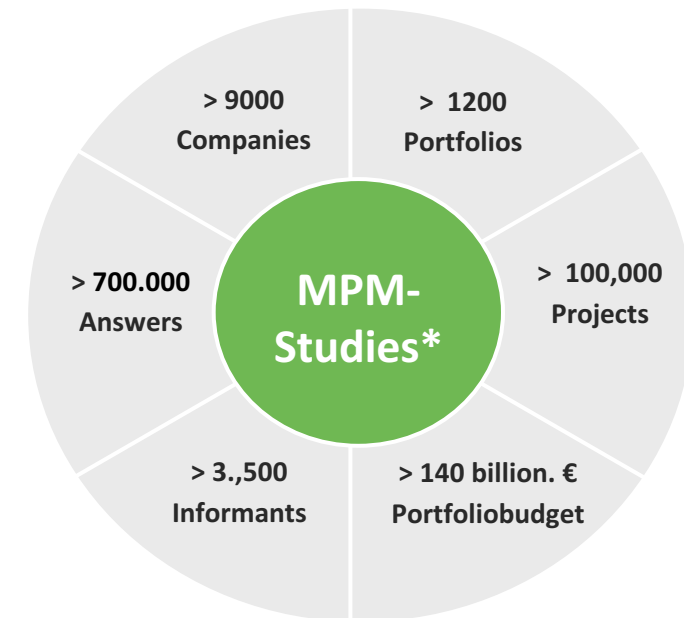 > 9000
Companies
> 1200
Portfolios
> 700.000
Answers
MPM-
Studies*
> 100,000
Projects
> 3.,500
Informants
> 140 billion. €
Portfoliobudget